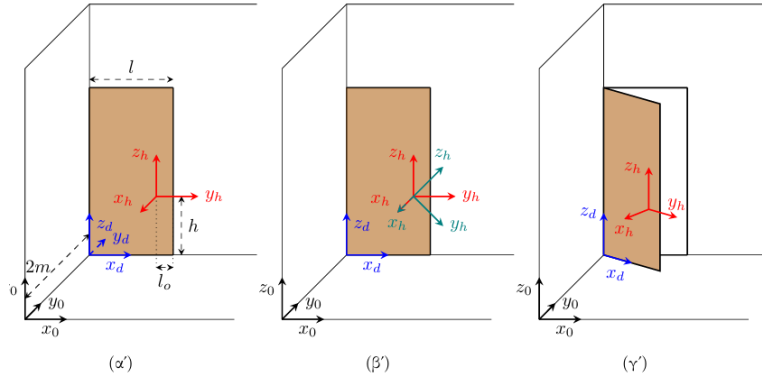 l
z_h
y_h
x_h
z_d
h
y_d
2m
x_d
l_o
0
y_0
x_0
(α')
z_h
z_h
x_h
y_h
x_h
y_h
z_d
x_d
z_0
y_0
x_0
(β')
z_h
y_h
x_h
z_d
x_d
z_0
y_0
x_0
(γ')